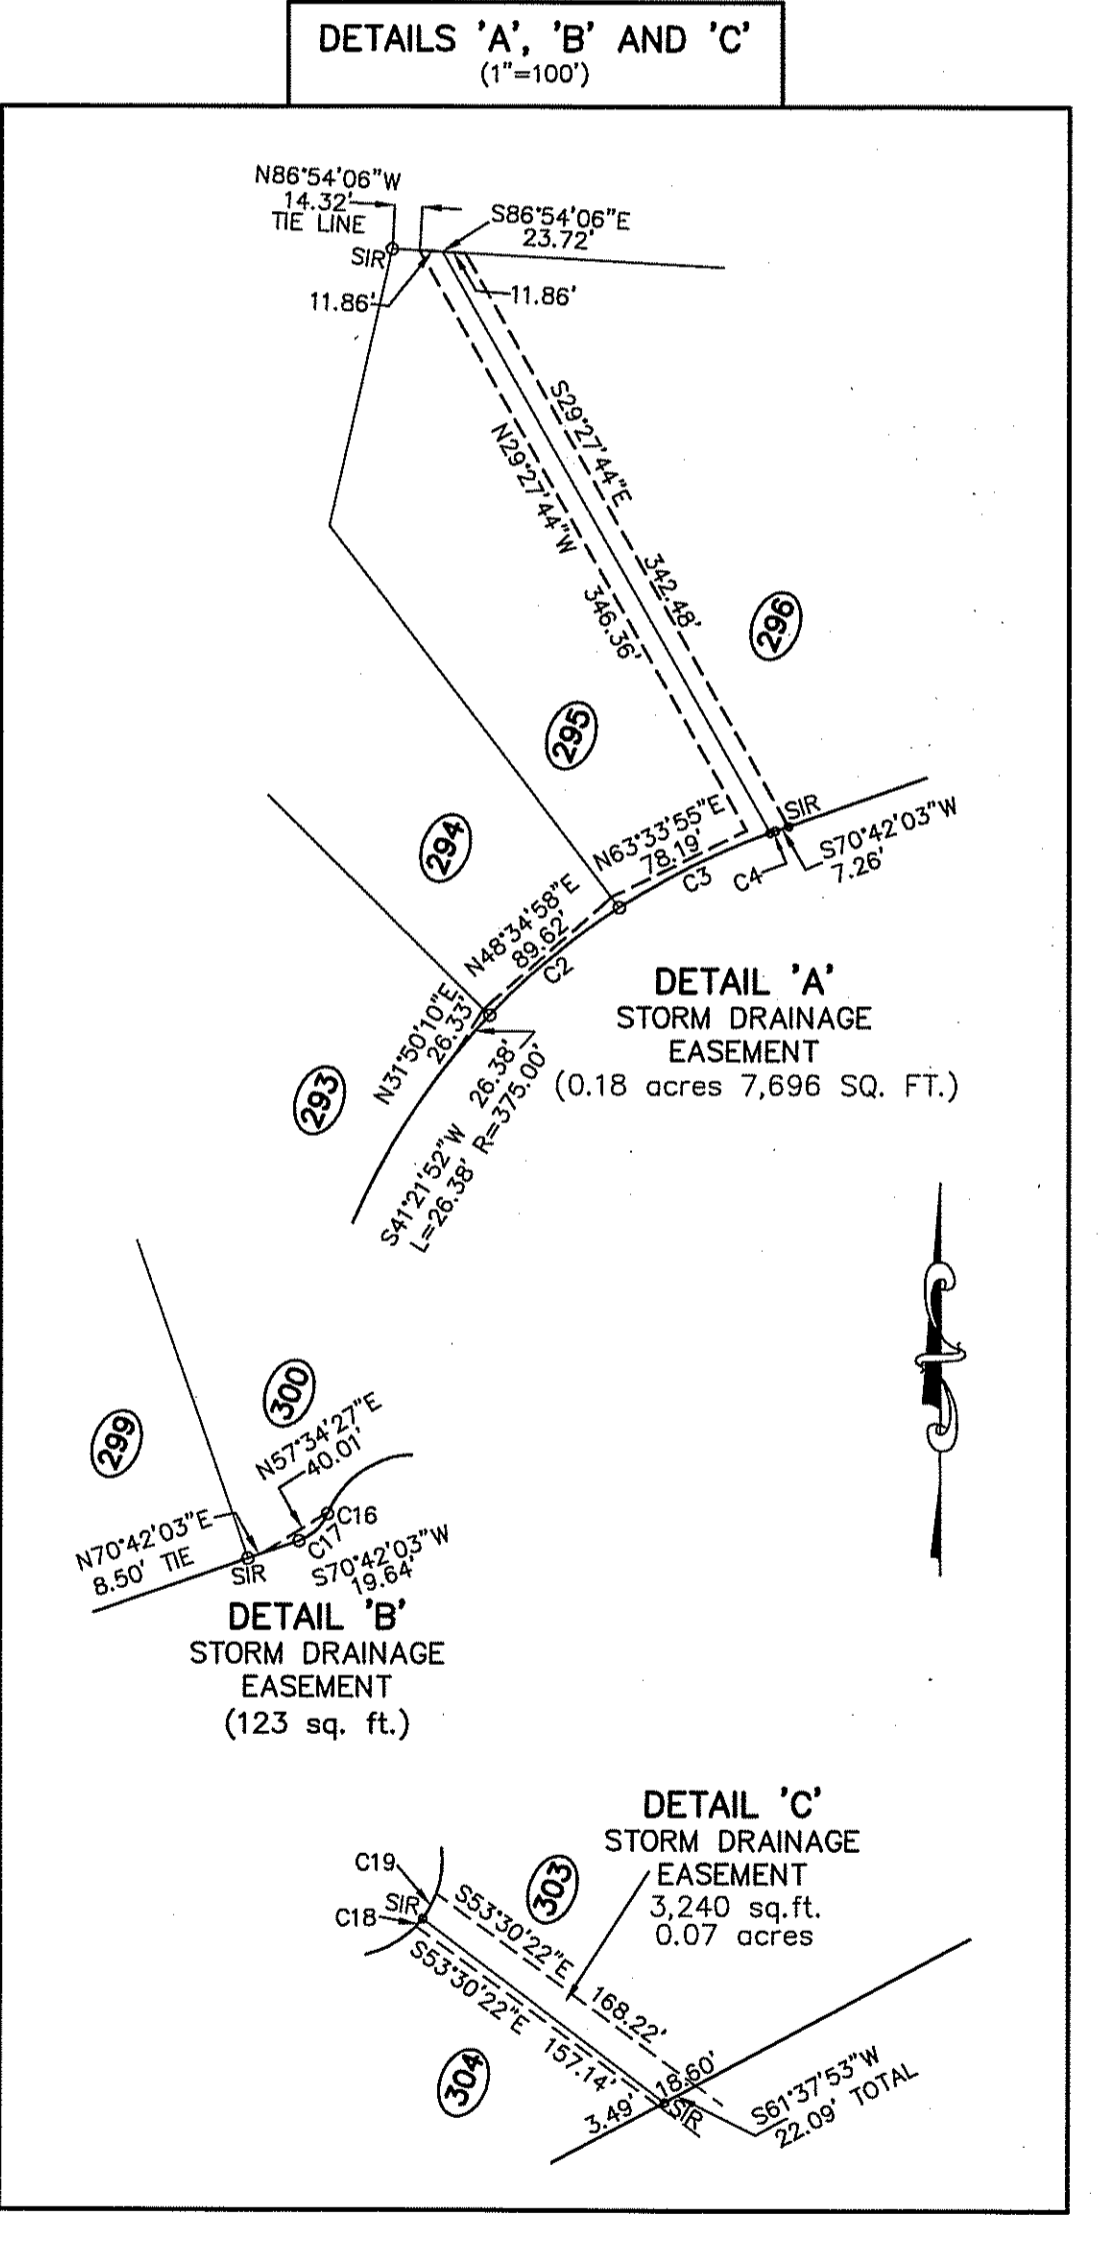 DETAILS 'A', 'B' AND 'C'
(1"=100')
N86°54'06"W
14.32'
TIE LINE
S86°54'06"E
23.72'
SIR
11.86'
11.86'
S29°27'44"E
342.48'
N29°27'44"W
346.36'
296
295
294
N63°33'55"E
78.19'
SIR
S70°42'03"W
7.26'
C3
C4
N48°34'58"E
89.62'
C2
N31°50'10"E
26.33'
293
S41°21'52"W 26.38'
L=26.38' R=375.00'
DETAIL 'A'
STORM DRAINAGE
EASEMENT
(0.18 acres 7,696 SQ. FT.)
299
300
N57°34'27"E
40.01'
N70°42'03"E
8.50' TIE
SIR
C16
C17
S70°42'03"W
19.64'
DETAIL 'B'
STORM DRAINAGE
EASEMENT
(123 sq. ft.)
DETAIL 'C'
STORM DRAINAGE
EASEMENT
3,240 sq.ft.
0.07 acres
C19
SIR
C18
303
S53°30'22"E
168.22'
S53°30'22"E
157.14'
304
18.60'
3.49'
SIR
S61°37'53"W
22.09' TOTAL